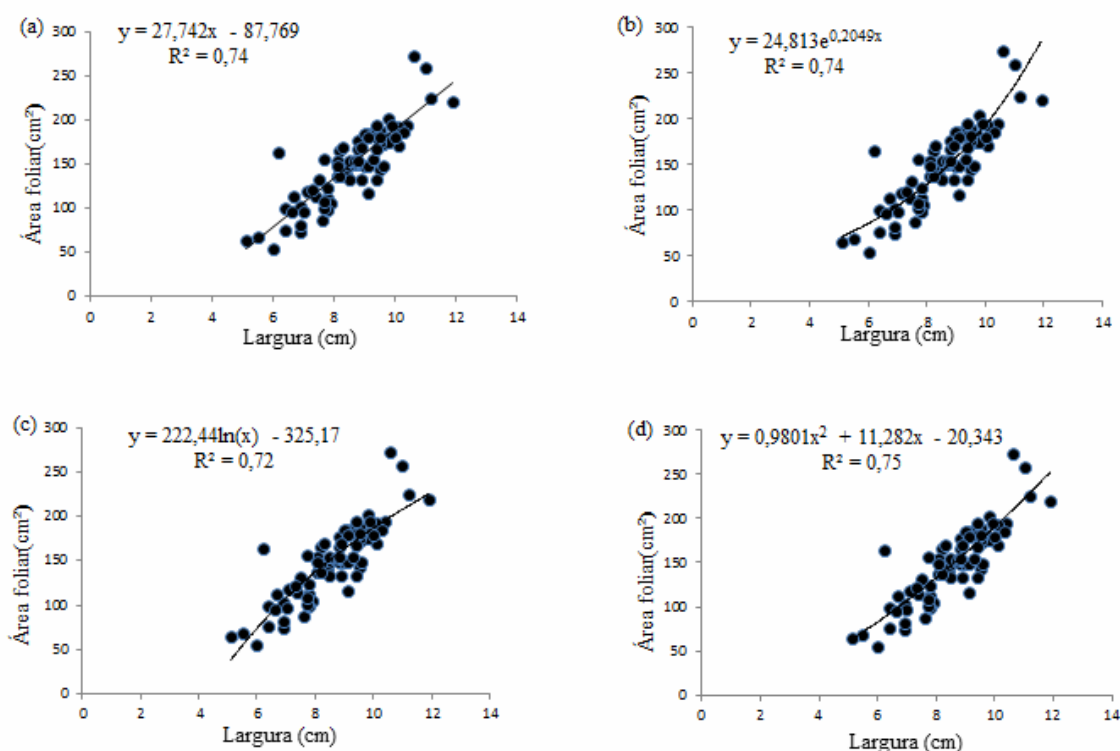 (a)
y = 27,742x - 87,769
R² = 0,74
Área foliar(cm²)
300
250
200
150
100
50
0
0 2 4 6 8 10 12 14
Largura (cm)
(b)
y = 24,813e^0,2049x
R² = 0,74
Área foliar(cm²)
300
250
200
150
100
50
0
0 2 4 6 8 10 12 14
Largura (cm)
(c)
y = 222,44ln(x) - 325,17
R² = 0,72
Área foliar(cm²)
300
250
200
150
100
50
0
0 2 4 6 8 10 12 14
Largura (cm)
(d)
y = 0,9801x² + 11,282x - 20,343
R² = 0,75
Área foliar(cm²)
300
250
200
150
100
50
0
0 2 4 6 8 10 12 14
Largura (cm)